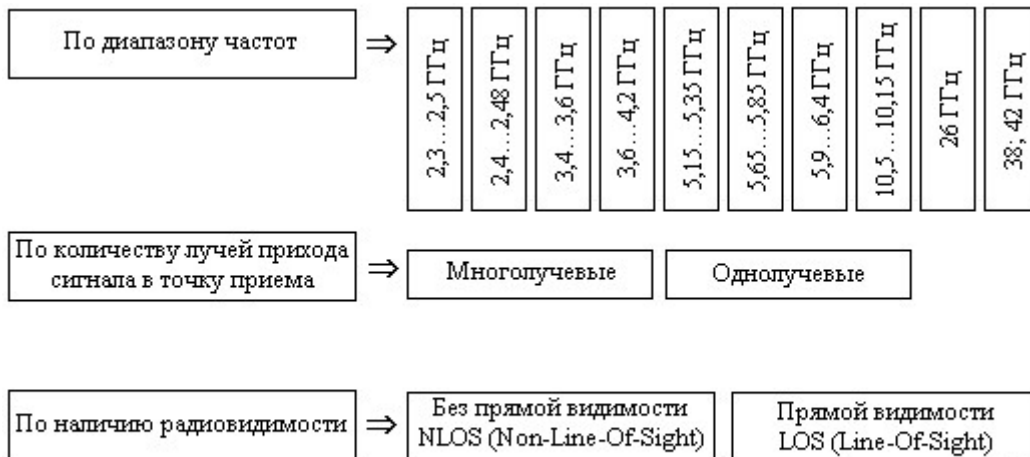 По диапазону частот
⇒
2,3…2,5 ГГц
2,4…2,48 ГГц
3,4…3,6 ГГц
3,6…4,2 ГГц
5,15…5,35 ГГц
5,65…5,85 ГГц
5,9…6,4 ГГц
10,5…10,15 ГГц
26 ГГц
38; 42 ГГц
По количеству лучей прихода
сигнала в точку приема
⇒
Многолучевые
Однолучевые
По наличию радиовидимости
⇒
Без прямой видимости
NLOS (Non-Line-Of-Sight)
Прямой видимости
LOS (Line-Of-Sight)